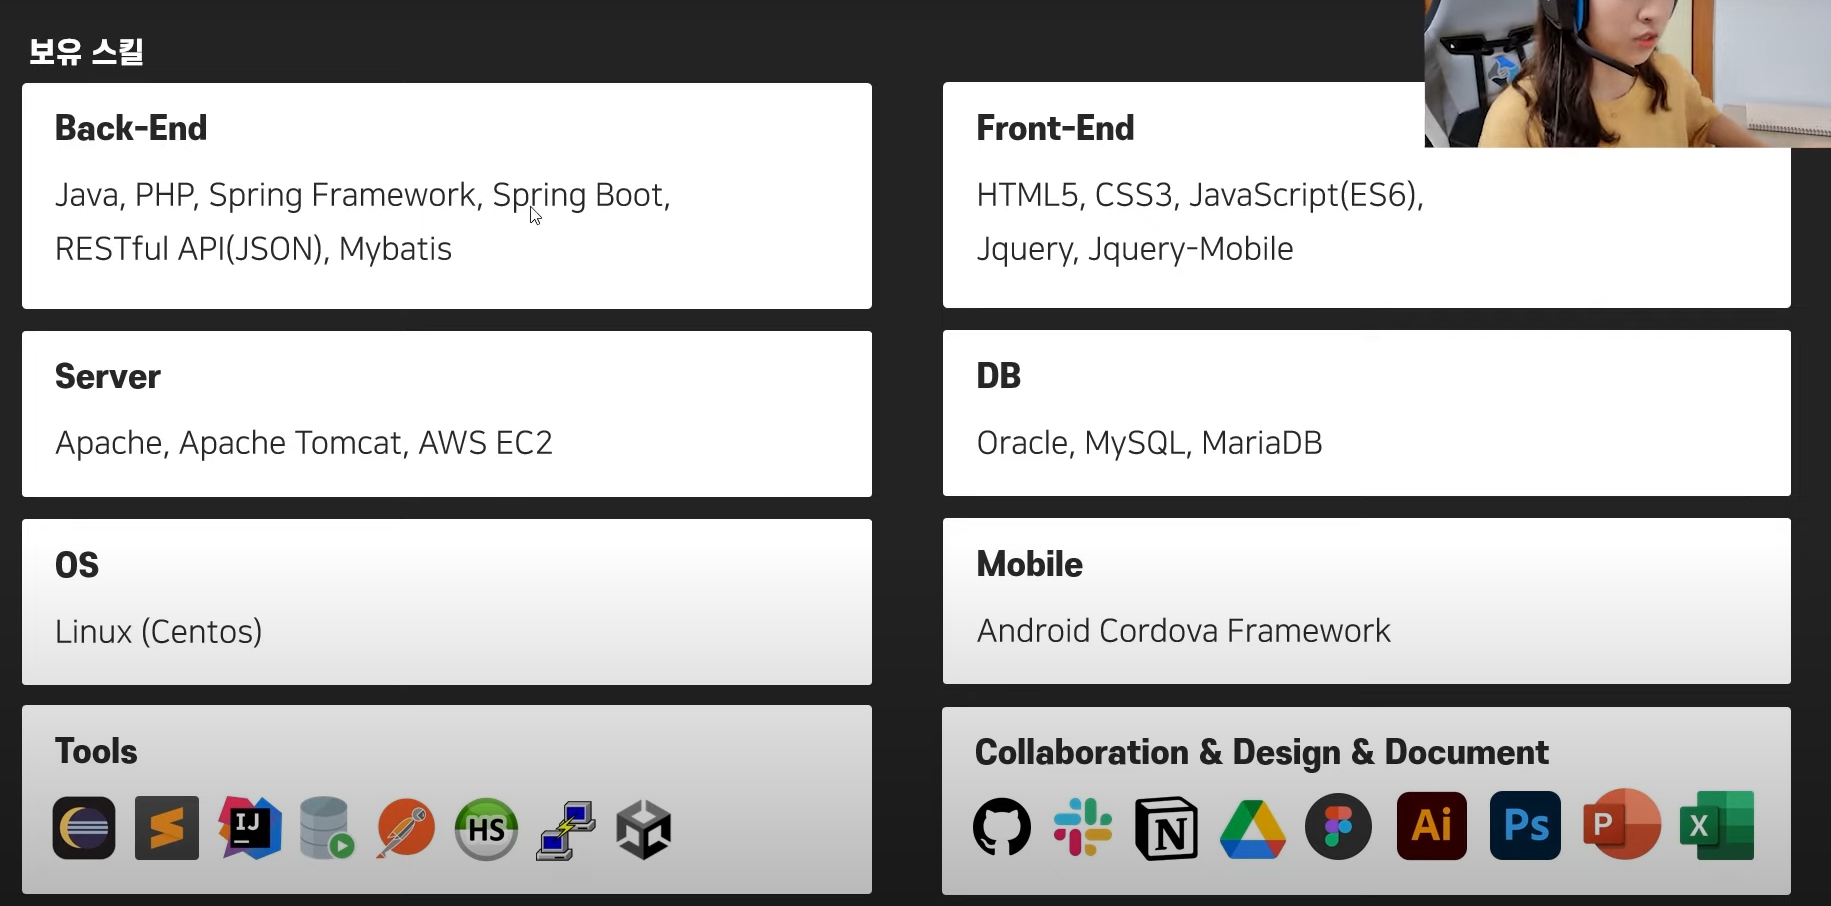 보유 스킬
Back-End
Java, PHP, Spring Framework, Spring Boot,
RESTful API(JSON), Mybatis
Front-End
HTML5, CSS3, JavaScript(ES6),
Jquery, Jquery-Mobile
Server
Apache, Apache Tomcat, AWS EC2
DB
Oracle, MySQL, MariaDB
OS
Linux (Centos)
Mobile
Android Cordova Framework
Tools
IJ
HS
Collaboration & Design & Document
N
Ai
Ps
P
X